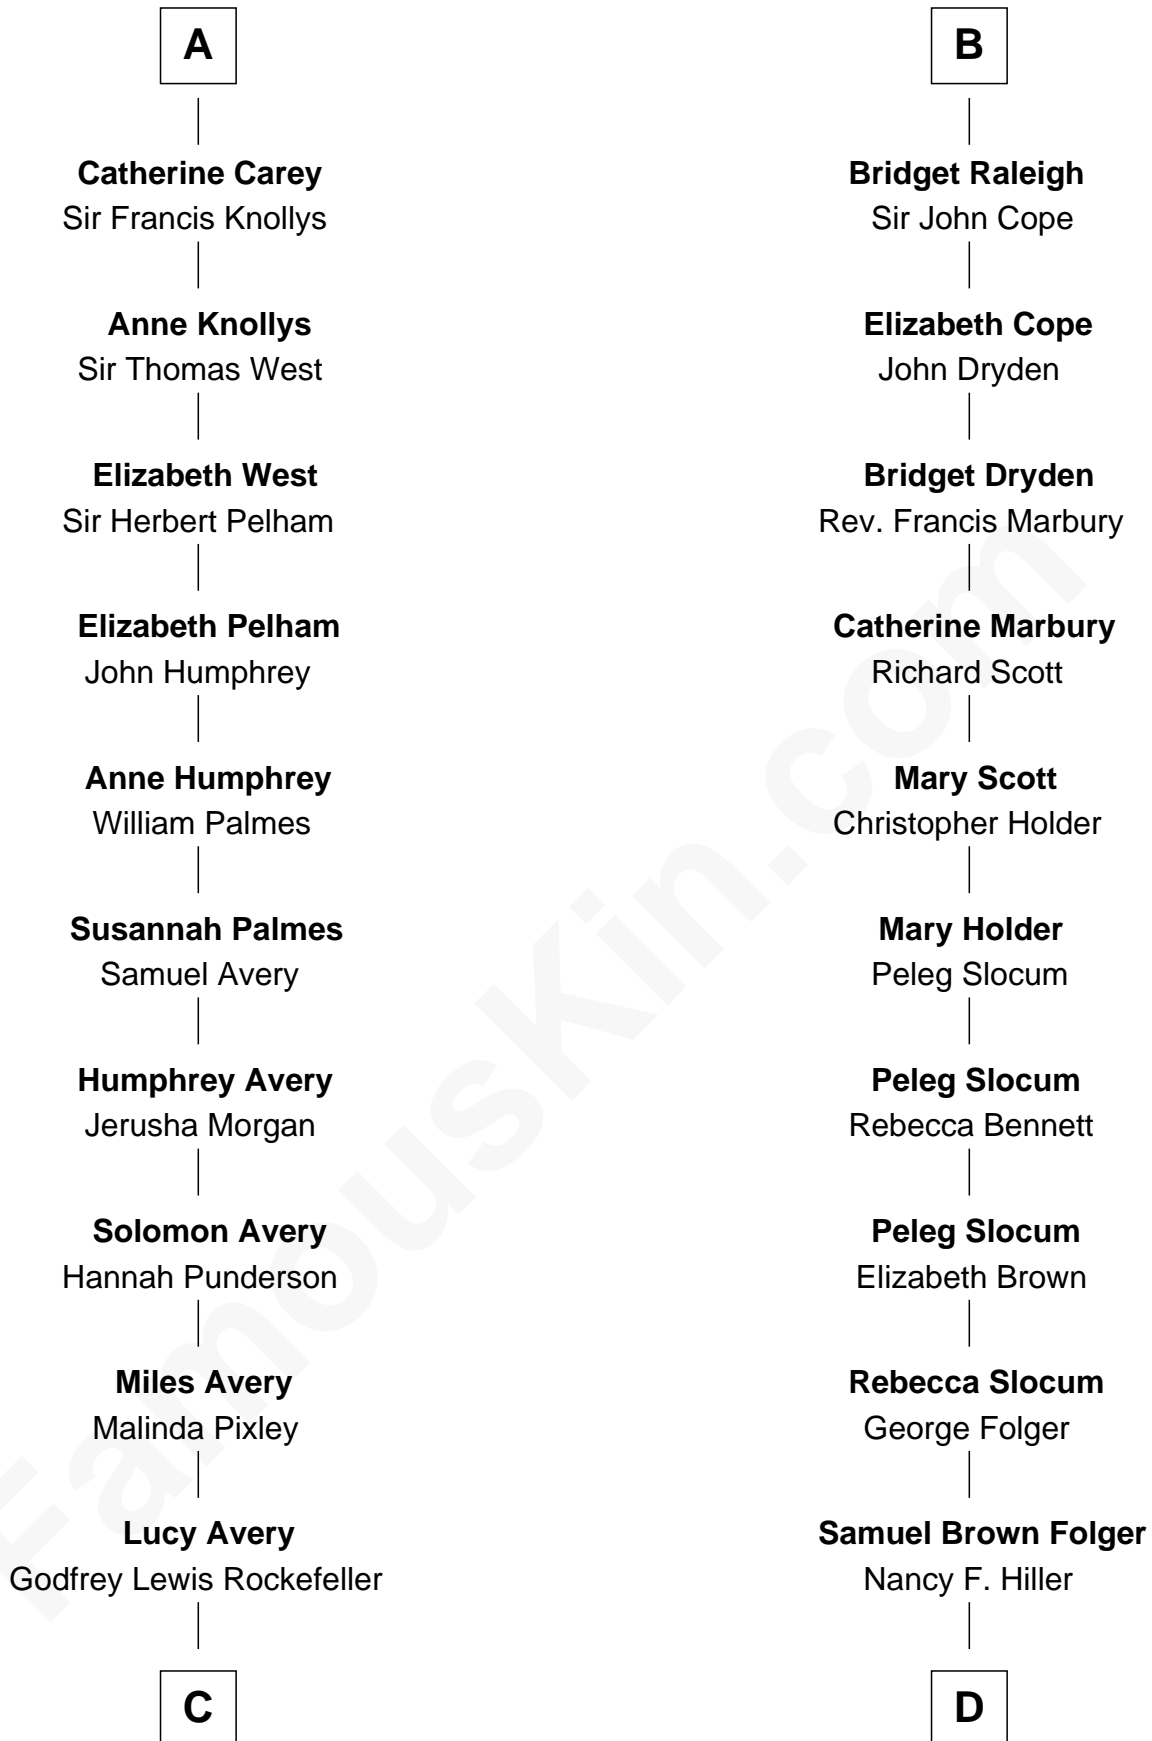 A
Catherine Carey
Sir Francis Knollys
Anne Knollys
Sir Thomas West
Elizabeth West
Sir Herbert Pelham
Elizabeth Pelham
John Humphrey
Anne Humphrey
William Palmes
Susannah Palmes
Samuel Avery
Humphrey Avery
Jerusha Morgan
Solomon Avery
Hannah Punderson
Miles Avery
Malinda Pixley
Lucy Avery
Godfrey Lewis Rockefeller
C
B
Bridget Raleigh
Sir John Cope
Elizabeth Cope
John Dryden
Bridget Dryden
Rev. Francis Marbury
Catherine Marbury
Richard Scott
Mary Scott
Christopher Holder
Mary Holder
Peleg Slocum
Peleg Slocum
Rebecca Bennett
Peleg Slocum
Elizabeth Brown
Rebecca Slocum
George Folger
Samuel Brown Folger
Nancy F. Hiller
D
FamousKin.com